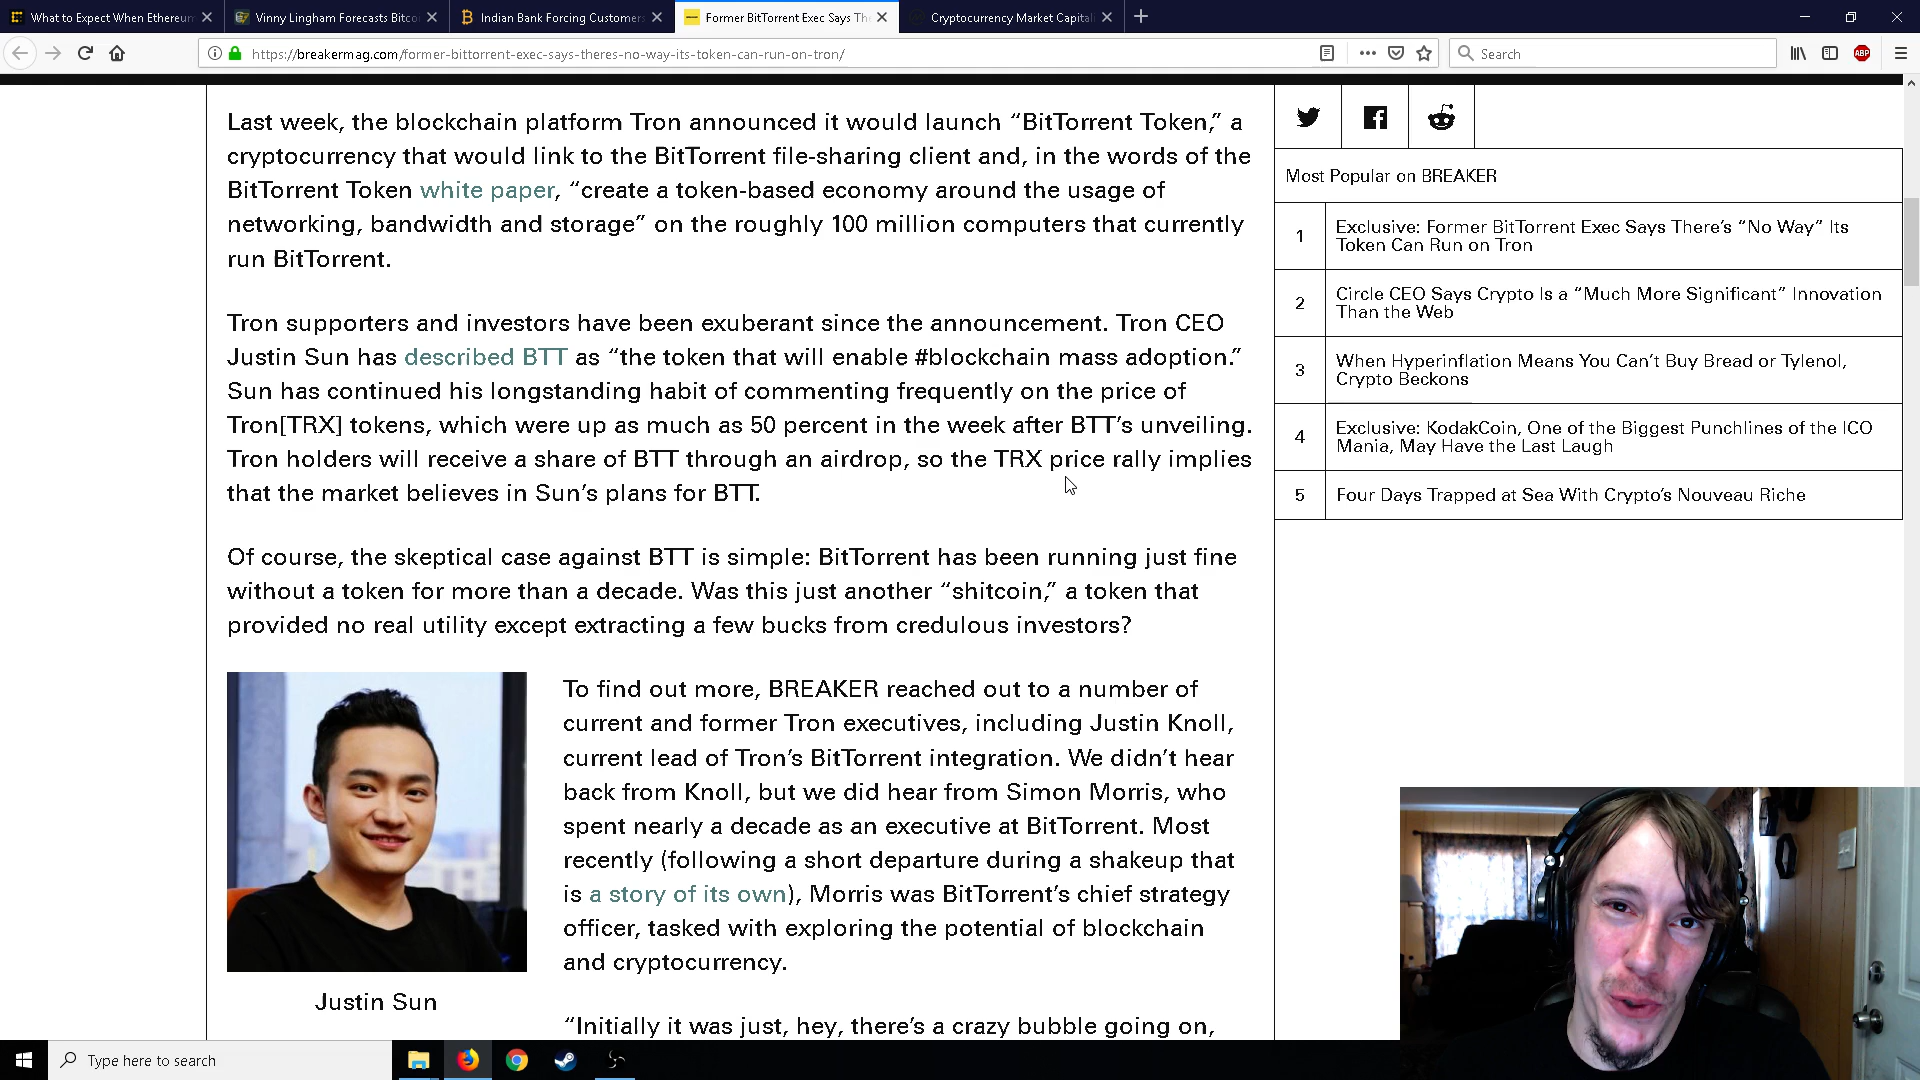 What to Expect When Ethereum
Vinny Lingham Forecasts Bitco
Indian Bank Forcing Customers
Former BitTorrent Exec Says The
Cryptocurrency Market Capital
https://breakermag.com/former-bittorrent-exec-says-theres-no-way-its-token-can-run-on-tron/
Search
ABP
Last week, the blockchain platform Tron announced it would launch “BitTorrent Token,” a
cryptocurrency that would link to the BitTorrent file-sharing client and, in the words of the
BitTorrent Token white paper, “create a token-based economy around the usage of
networking, bandwidth and storage” on the roughly 100 million computers that currently
run BitTorrent.
Tron supporters and investors have been exuberant since the announcement. Tron CEO
Justin Sun has described BTT as “the token that will enable #blockchain mass adoption.”
Sun has continued his longstanding habit of commenting frequently on the price of
Tron[TRX] tokens, which were up as much as 50 percent in the week after BTT’s unveiling.
Tron holders will receive a share of BTT through an airdrop, so the TRX price rally implies
that the market believes in Sun’s plans for BTT.
Of course, the skeptical case against BTT is simple: BitTorrent has been running just fine
without a token for more than a decade. Was this just another “shitcoin,” a token that
provided no real utility except extracting a few bucks from credulous investors?
To find out more, BREAKER reached out to a number of
current and former Tron executives, including Justin Knoll,
current lead of Tron’s BitTorrent integration. We didn’t hear
back from Knoll, but we did hear from Simon Morris, who
spent nearly a decade as an executive at BitTorrent. Most
recently (following a short departure during a shakeup that
is a story of its own), Morris was BitTorrent’s chief strategy
officer, tasked with exploring the potential of blockchain
and cryptocurrency.
Justin Sun
“Initially it was just, hey, there’s a crazy bubble going on,
Most Popular on BREAKER
1
Exclusive: Former BitTorrent Exec Says There’s “No Way” Its
Token Can Run on Tron
2
Circle CEO Says Crypto Is a “Much More Significant” Innovation
Than the Web
3
When Hyperinflation Means You Can’t Buy Bread or Tylenol,
Crypto Beckons
4
Exclusive: KodakCoin, One of the Biggest Punchlines of the ICO
Mania, May Have the Last Laugh
5
Four Days Trapped at Sea With Crypto’s Nouveau Riche
Type here to search